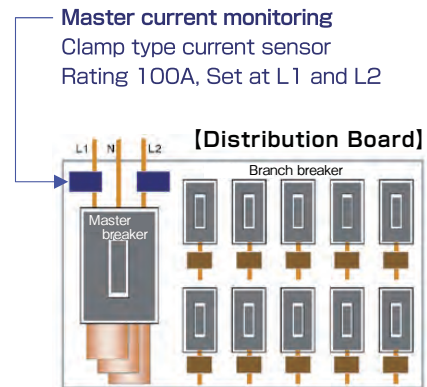 Master current monitoring
Clamp type current sensor
Rating 100A, Set at L1 and L2
【Distribution Board】
L1 N L2
Branch breaker
Master
breaker